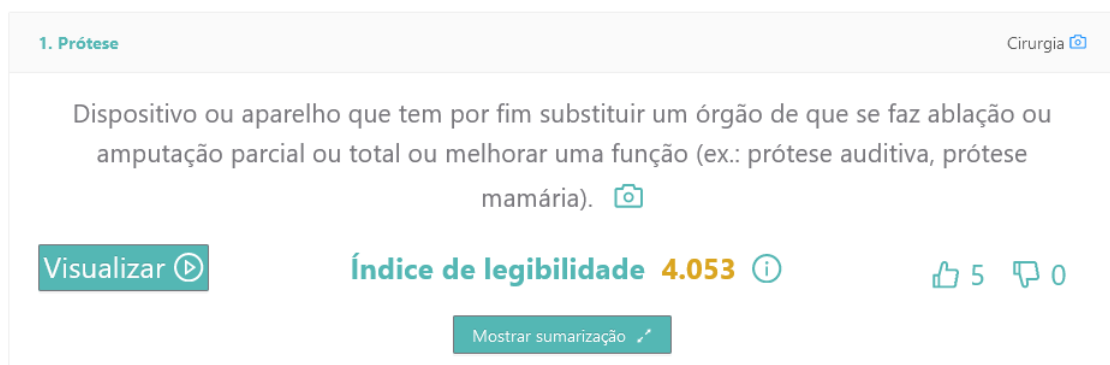 1. Prótese
Cirurgia
Dispositivo ou aparelho que tem por fim substituir um órgão de que se faz ablação ou
amputação parcial ou total ou melhorar uma função (ex.: prótese auditiva, prótese
mamária).
Visualizar
Índice de legibilidade 4.053
5
0
Mostrar sumarização